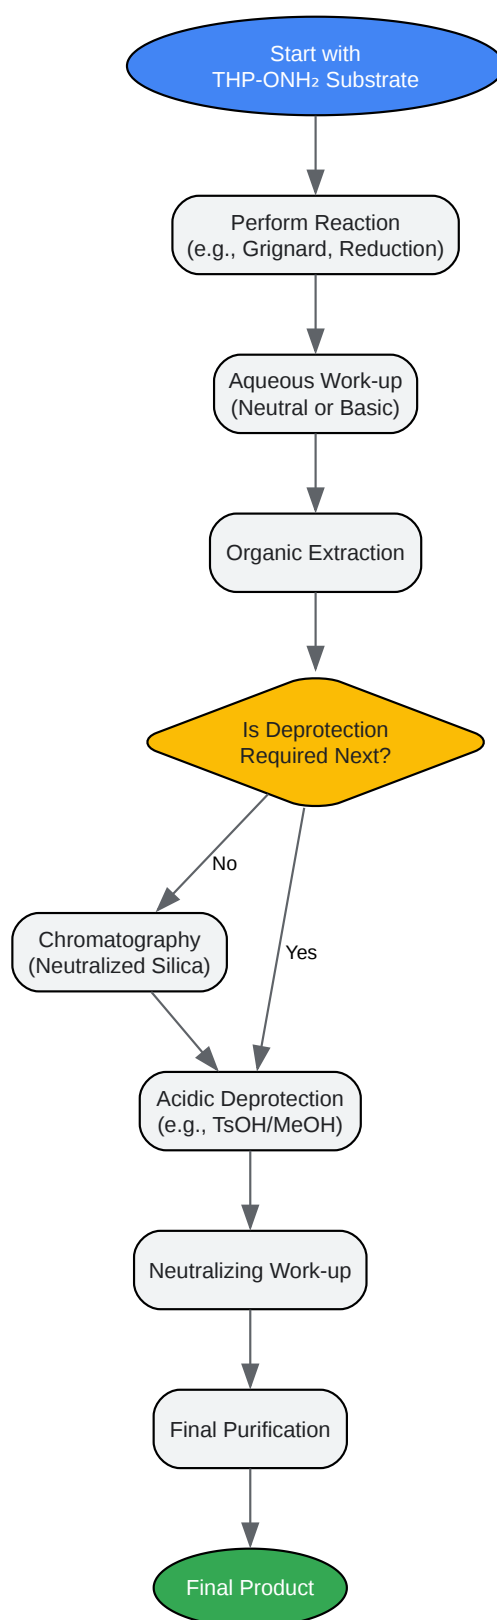 Start with
THP-ONH₂ Substrate
Perform Reaction
(e.g., Grignard, Reduction)
Aqueous Work-up
(Neutral or Basic)
Organic Extraction
Is Deprotection
Required Next?
No
Yes
Chromatography
(Neutralized Silica)
Acidic Deprotection
(e.g., TsOH/MeOH)
Neutralizing Work-up
Final Purification
Final Product